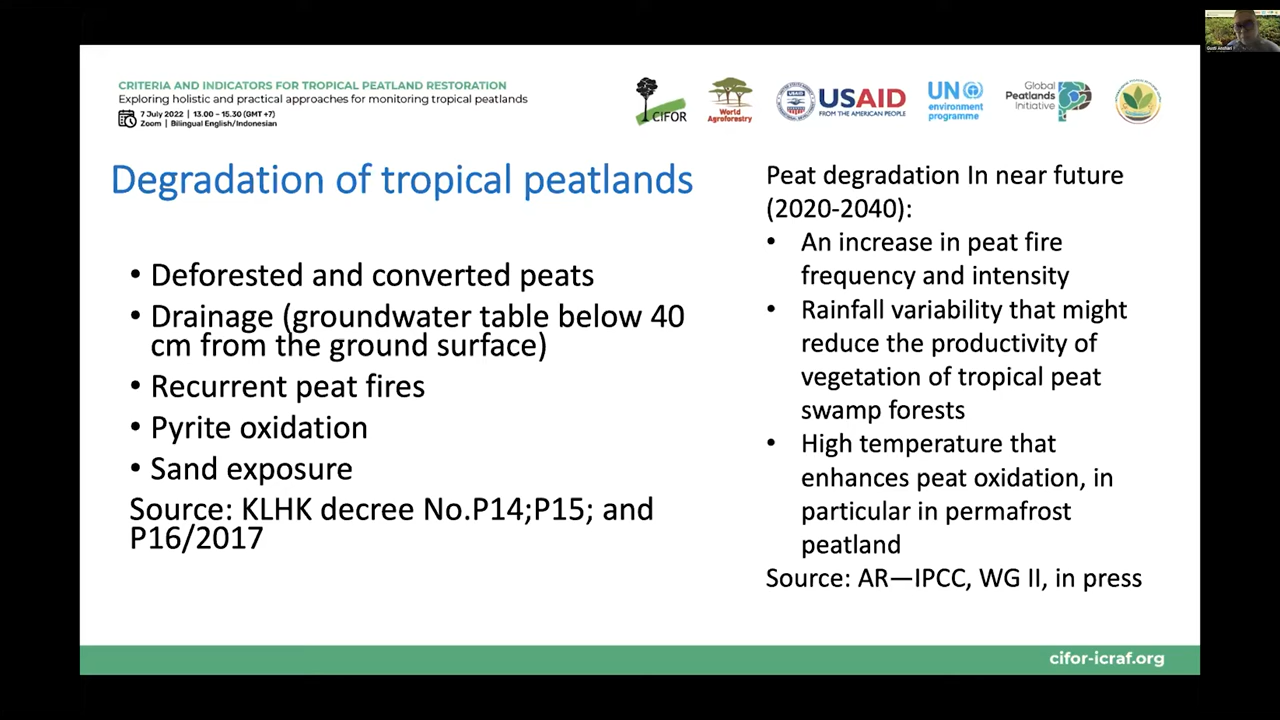 CRITERIA AND INDICATORS FOR TROPICAL PEATLAND RESTORATION
Exploring holistic and practical approaches for monitoring tropical peatlands
7 July 2022 | 13.00 – 15.30 (GMT +7)
Zoom | Bilingual English/Indonesian
CIFOR
World
Agroforestry
USAID
FROM THE AMERICAN PEOPLE
UN
environment
programme
Global
Peatlands
Initiative
Degradation of tropical peatlands
• Deforested and converted peats
• Drainage (groundwater table below 40
cm from the ground surface)
• Recurrent peat fires
• Pyrite oxidation
• Sand exposure
Source: KLHK decree No.P14;P15; and
P16/2017
Peat degradation In near future
(2020-2040):
• An increase in peat fire
frequency and intensity
• Rainfall variability that might
reduce the productivity of
vegetation of tropical peat
swamp forests
• High temperature that
enhances peat oxidation, in
particular in permafrost
peatland
Source: AR—IPCC, WG II, in press
cifor-icraf.org